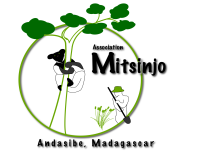 Association
Mitsinjo
Andasibe, Madagascar